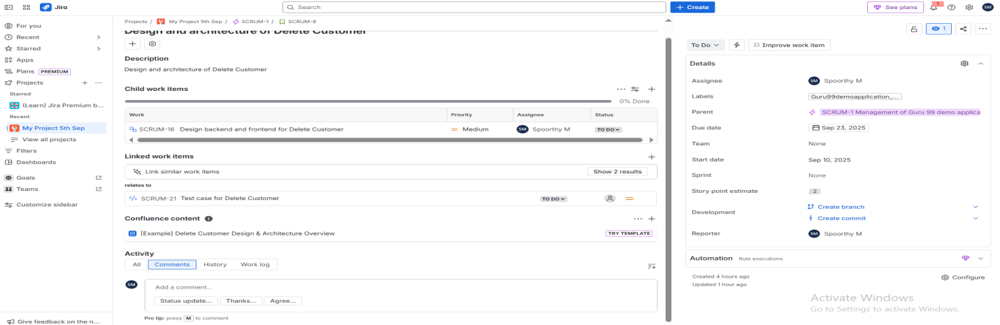 Jira
Search
+ Create
See plans
1
SM
For you
Recent
Starred
Apps
Plans PREMIUM
Projects
Starred
(Learn) Jira Premium b...
Recent
My Project 5th Sep
View all projects
Filters
Dashboards
Goals
Teams
Customize sidebar
Give feedback on the n...
Projects / My Project 5th Sep / SCRUM-1 / SCRUM-8
Design and architecture of Delete Customer
Description
Design and architecture of Delete Customer
Child work items
0% Done
Work Priority Assignee Status
SCRUM-16 Design backend and frontend for Delete Customer Medium SM Spoorthy M TO DO
Linked work items
Link similar work items Show 2 results
relates to
SCRUM-21 Test case for Delete Customer TO DO
Confluence content
[Example] Delete Customer Design & Architecture Overview TRY TEMPLATE
Activity
All Comments History Work log
SM
Add a comment...
Status update... Thanks... Agree...
Pro tip: press M to comment
1
To Do Improve work item
Details
Assignee SM Spoorthy M
Labels Guru99demoapplication_...
Parent SCRUM-1 Management of Guru 99 demo applica
Due date Sep 23, 2025
Team None
Start date Sep 10, 2025
Sprint None
Story point estimate 2
Development Create branch
Create commit
Reporter SM Spoorthy M
Automation Rule executions
Created 4 hours ago
Updated 1 hour ago
Configure
Activate Windows
Go to Settings to activate Windows.